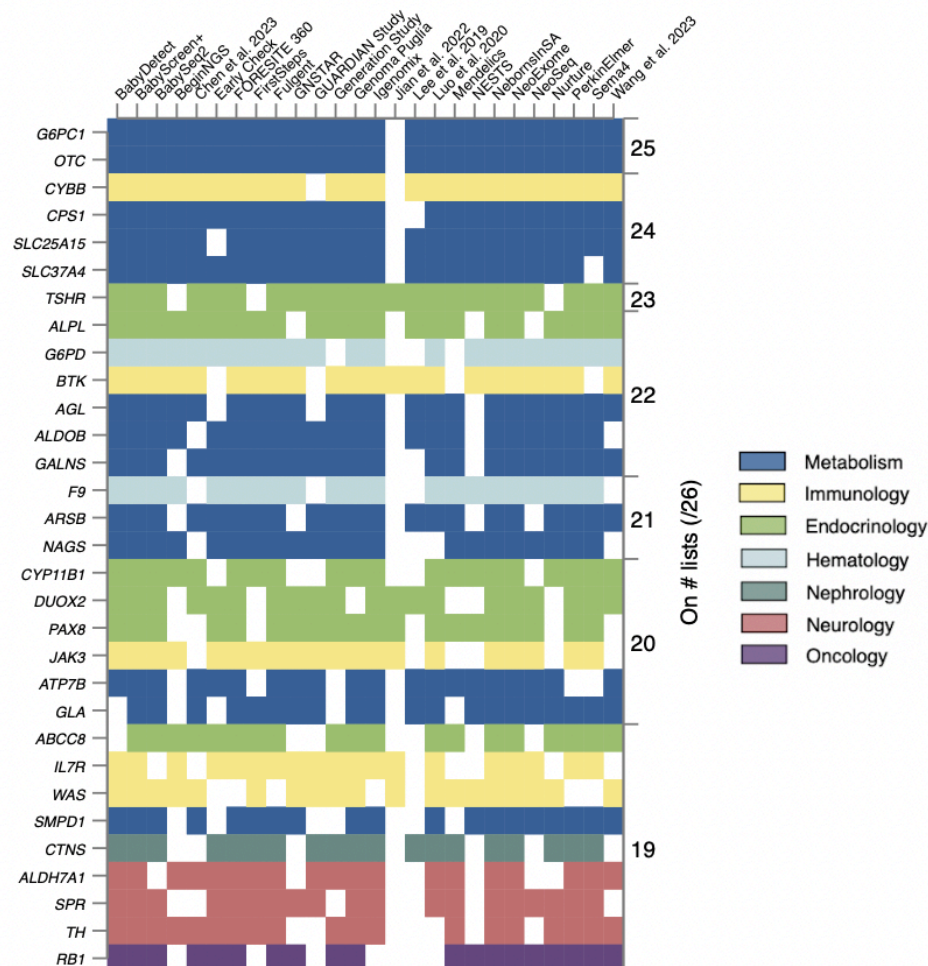 BabyDetect
BabyScreen+
BabySeq2
BeginNGS
Chen et al. 2023
Early_Check
FORESITE 360
FirstSteps
Fulgent
GNSTAR
GUARDIAN Study
Generation Study
Genoma Puglia
Igenomix
Jian et al. 2022
Lee et al. 2019
Luo et al. 2020
Mendelics
NESTS
NebornsInSA
NeoExome
NeoSeq
Nurture
PerkinElmer
Sema4
Wang et al. 2023
G6PC1
OTC
25
CYBB
CPS1
24
SLC25A15
SLC37A4
TSHR
23
ALPL
G6PD
BTK
22
AGL
ALDOB
GALNS
F9
ARSB
21
NAGS
CYP11B1
DUOX2
PAX8
20
JAK3
ATP7B
GLA
ABCC8
IL7R
WAS
SMPD1
CTNS
19
ALDH7A1
SPR
TH
RB1
On # lists (/26)
Metabolism
Immunology
Endocrinology
Hematology
Nephrology
Neurology
Oncology